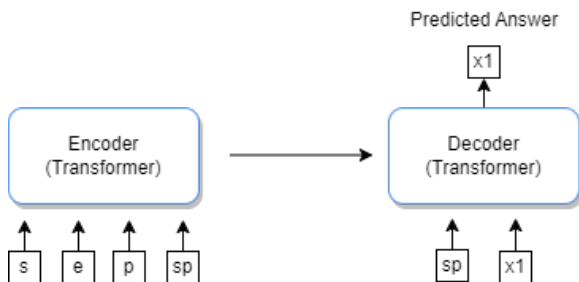 Predicted Answer
x1
Encoder
(Transformer)
Decoder
(Transformer)
s e p sp
sp x1